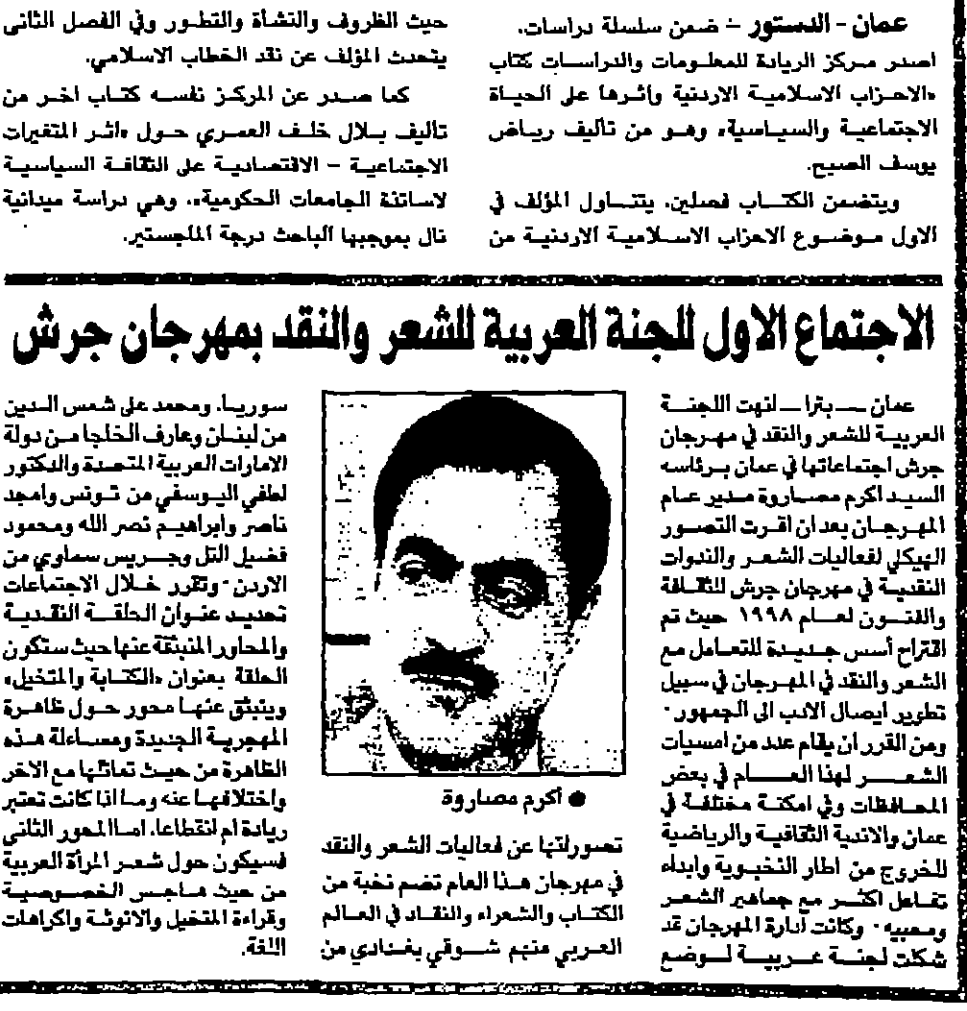 عمان - الدستور - ضمن سلسلة دراسات.
اصدر مركز الريادة للمعلومات والدراسات كتاب
«الاحزاب الاسلامية الاردنية واثرها على الحياة
الاجتماعية والسياسية» وهو من تأليف رياض
يوسف الصيح.
ويتضمن الكتاب فصلين. يتناول المؤلف في
الاول موضوع الاحزاب الاسلامية الاردنية من
حيث الظروف والنشأة والتطور وفي الفصل الثاني
يتحدث المؤلف عن نقد الخطاب الاسلامي.
كما صدر عن المركز نفسه كتاب اخر من
تأليف بلال خلف العمري حول «اثر المتغيرات
الاجتماعية - الاقتصادية على الثقافة السياسية
لاساتذة الجامعات الحكومية»، وهي دراسة ميدانية
نال بموجبها الباحث درجة الماجستير.
الاجتماع الاول للجنة العربية للشعر والنقد بمهرجان جرش
عمان — بترا — انهت اللجنة
العربية للشعر والنقد في مهرجان
جرش اجتماعاتها في عمان برئاسه
السيد اكرم مصاروة مدير عام
المهرجان بعد ان اقرت التصور
الهيكلي لفعاليات الشعر والندوات
النقدية في مهرجان جرش للثقافة
والفنون لعام ١٩٩٨ حيث تم
اقتراح أسس جديدة للتعامل مع
الشعر والنقد في المهرجان في سبيل
تطوير ايصال الادب الى الجمهور ٠
ومن القرر ان يقام عدد من امسيات
الشعر لهذا العام في بعض
المحافظات وفي امكنة مختلفة في
عمان والاندية الثقافية والرياضية
للخروج من اطار النخبوية وابداء
تفاعل اكثر مع جماهير الشعر
ومحبيه ٠ وكانت أدارة المهرجان قد
شكلت لجنة عربية لوضع
● أكرم مصاروة
تصورلتها عن فعاليات الشعر والنقد
في مهرجان هذا العام تضم نخبة من
الكتاب والشعراء والنقاد في العالم
العربي منهم شوقي بغدادي من
سوريا، ومحمد على شمس الدين
من لبنان وعارف الخاجا من دولة
الامارات العربية المتحدة والدكتور
لطفي اليوسفي من تونس وامجد
ناصر وابراهيم نصر الله ومحمود
فضيل التل وجريس سماوي من
الاردن ٠ وتقرر خلال الاجتماعات
تحديد عنوان الحلقة النقدية
والمحاور المنبثقة عنها حيث ستكون
الحلقة بعنوان «الكتابة والمتخيل»
وينبثق عنها محور حول ظاهرة
المهجرية الجديدة ومساءلة هذه
الظاهرة من حيث تماثلها مع الاخر
واختلافها عنه وما اذا كانت تعتبر
ريادة ام انقطاعا. اما المحور الثاني
فسيكون حول شعر المرأة العربية
من حيث هاجس الخصوصية
وقراءة المتخيل والانوثة واكراهات
اللغة.